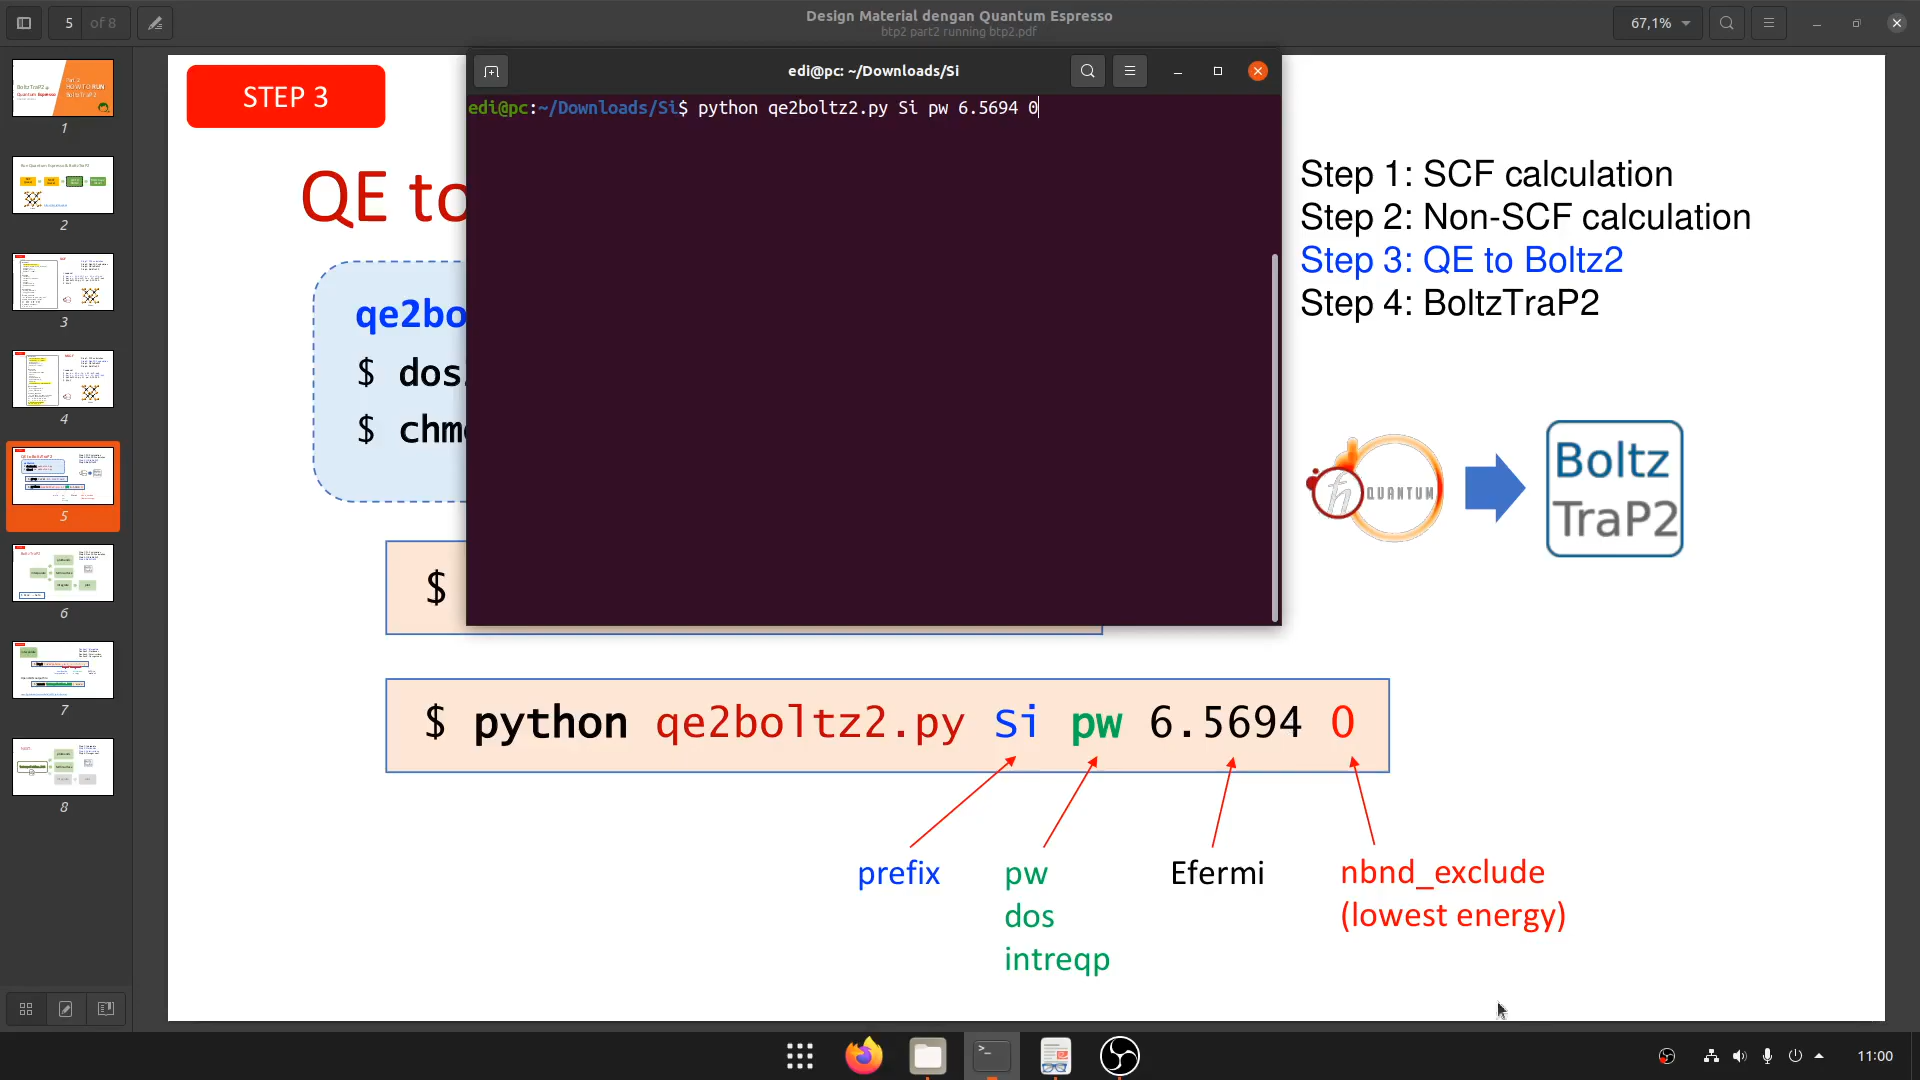 5 of 8
Design Material dengan Quantum Espresso
btp2 part2 running btp2.pdf
67,1%
1
2
3
4
5
6
7
8
STEP 3
QE to
edi@pc: ~/Downloads/Si
edi@pc:~/Downloads/Si$ python qe2boltz2.py Si pw 6.5694 0
qe2bo
$ dos
$ chm
$
Step 1: SCF calculation
Step 2: Non-SCF calculation
Step 3: QE to Boltz2
Step 4: BoltzTraP2
QUANTUM
Boltz
TraP2
$ python qe2boltz2.py Si pw 6.5694 0
prefix
pw
dos
intreqp
Efermi
nbnd_exclude
(lowest energy)
11:00